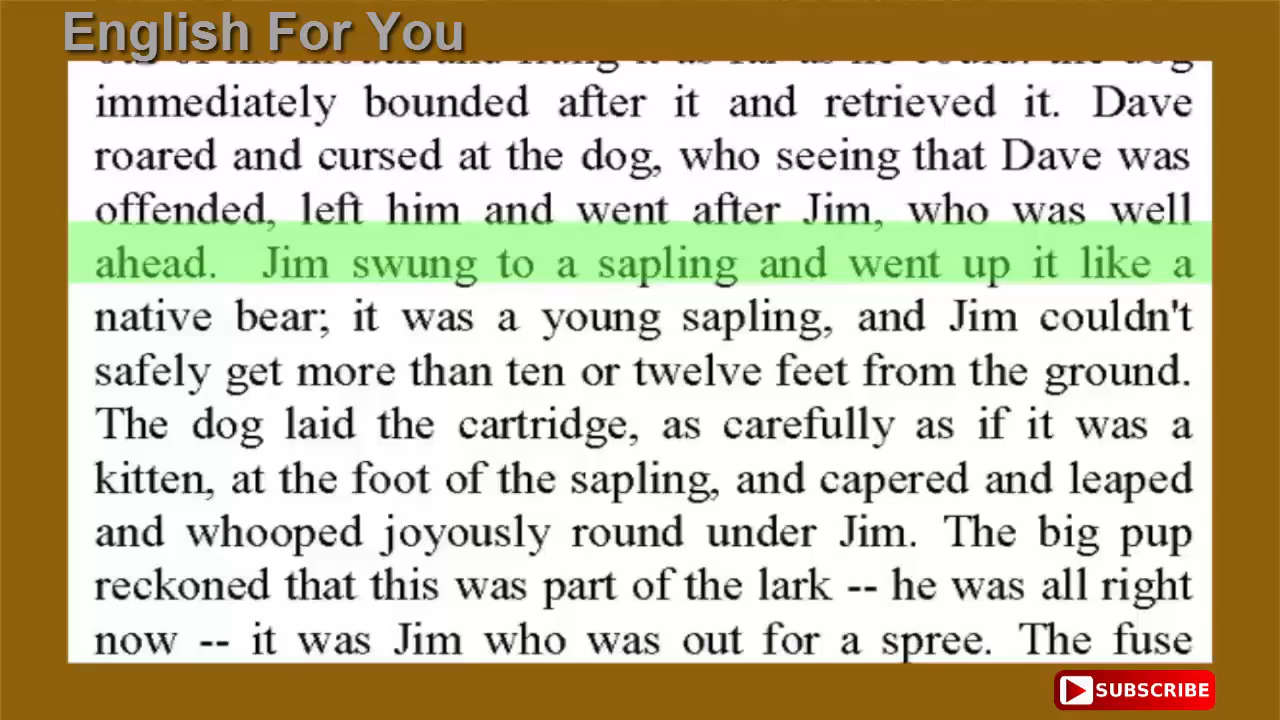 English For You
immediately bounded after it and retrieved it. Dave
roared and cursed at the dog, who seeing that Dave was
offended, left him and went after Jim, who was well
ahead. Jim swung to a sapling and went up it like a
native bear; it was a young sapling, and Jim couldn't
safely get more than ten or twelve feet from the ground.
The dog laid the cartridge, as carefully as if it was a
kitten, at the foot of the sapling, and capered and leaped
and whooped joyously round under Jim. The big pup
reckoned that this was part of the lark -- he was all right
now -- it was Jim who was out for a spree. The fuse
SUBSCRIBE